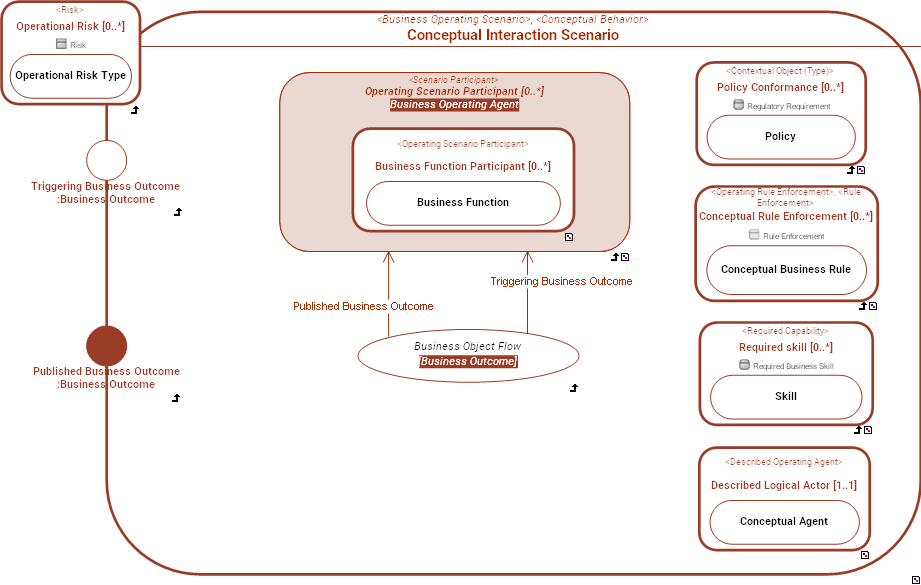 <Risk>
Operational Risk [0..*]
Risk
Operational Risk Type
<Business Operating Scenario>, <Conceptual Behavior>
Conceptual Interaction Scenario
<Scenario Participant>
Operating Scenario Participant [0..*]
Business Operating Agent
<Operating Scenario Participant>
Business Function Participant [0..*]
Business Function
<Contextual Object (Type)>
Policy Conformance [0..*]
Regulatory Requirement
Policy
Triggering Business Outcome
:Business Outcome
<Operating Rule Enforcement>, <Rule
Enforcement>
Conceptual Rule Enforcement [0..*]
Rule Enforcement
Conceptual Business Rule
Triggering Business Outcome
Published Business Outcome
Business Object Flow
[Business Outcome]
Published Business Outcome
:Business Outcome
<Required Capability>
Required skill [0..*]
Required Business Skill
Skill
<Described Operating Agent>
Described Logical Actor [1..1]
Conceptual Agent